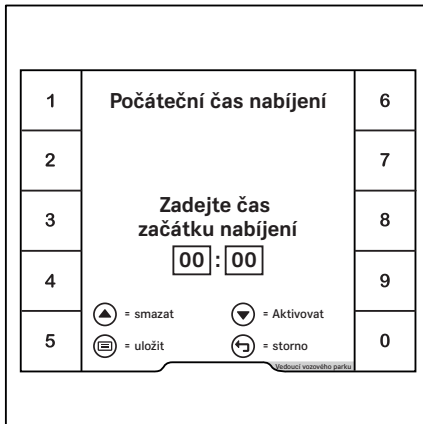 Počáteční čas nabíjení
1
2
3
4
5
6
7
8
9
0
Zadejte čas
začátku nabíjení
00 : 00
= smazat
= Aktivovat
= uložit
= storno
Vedoucí vozového parku